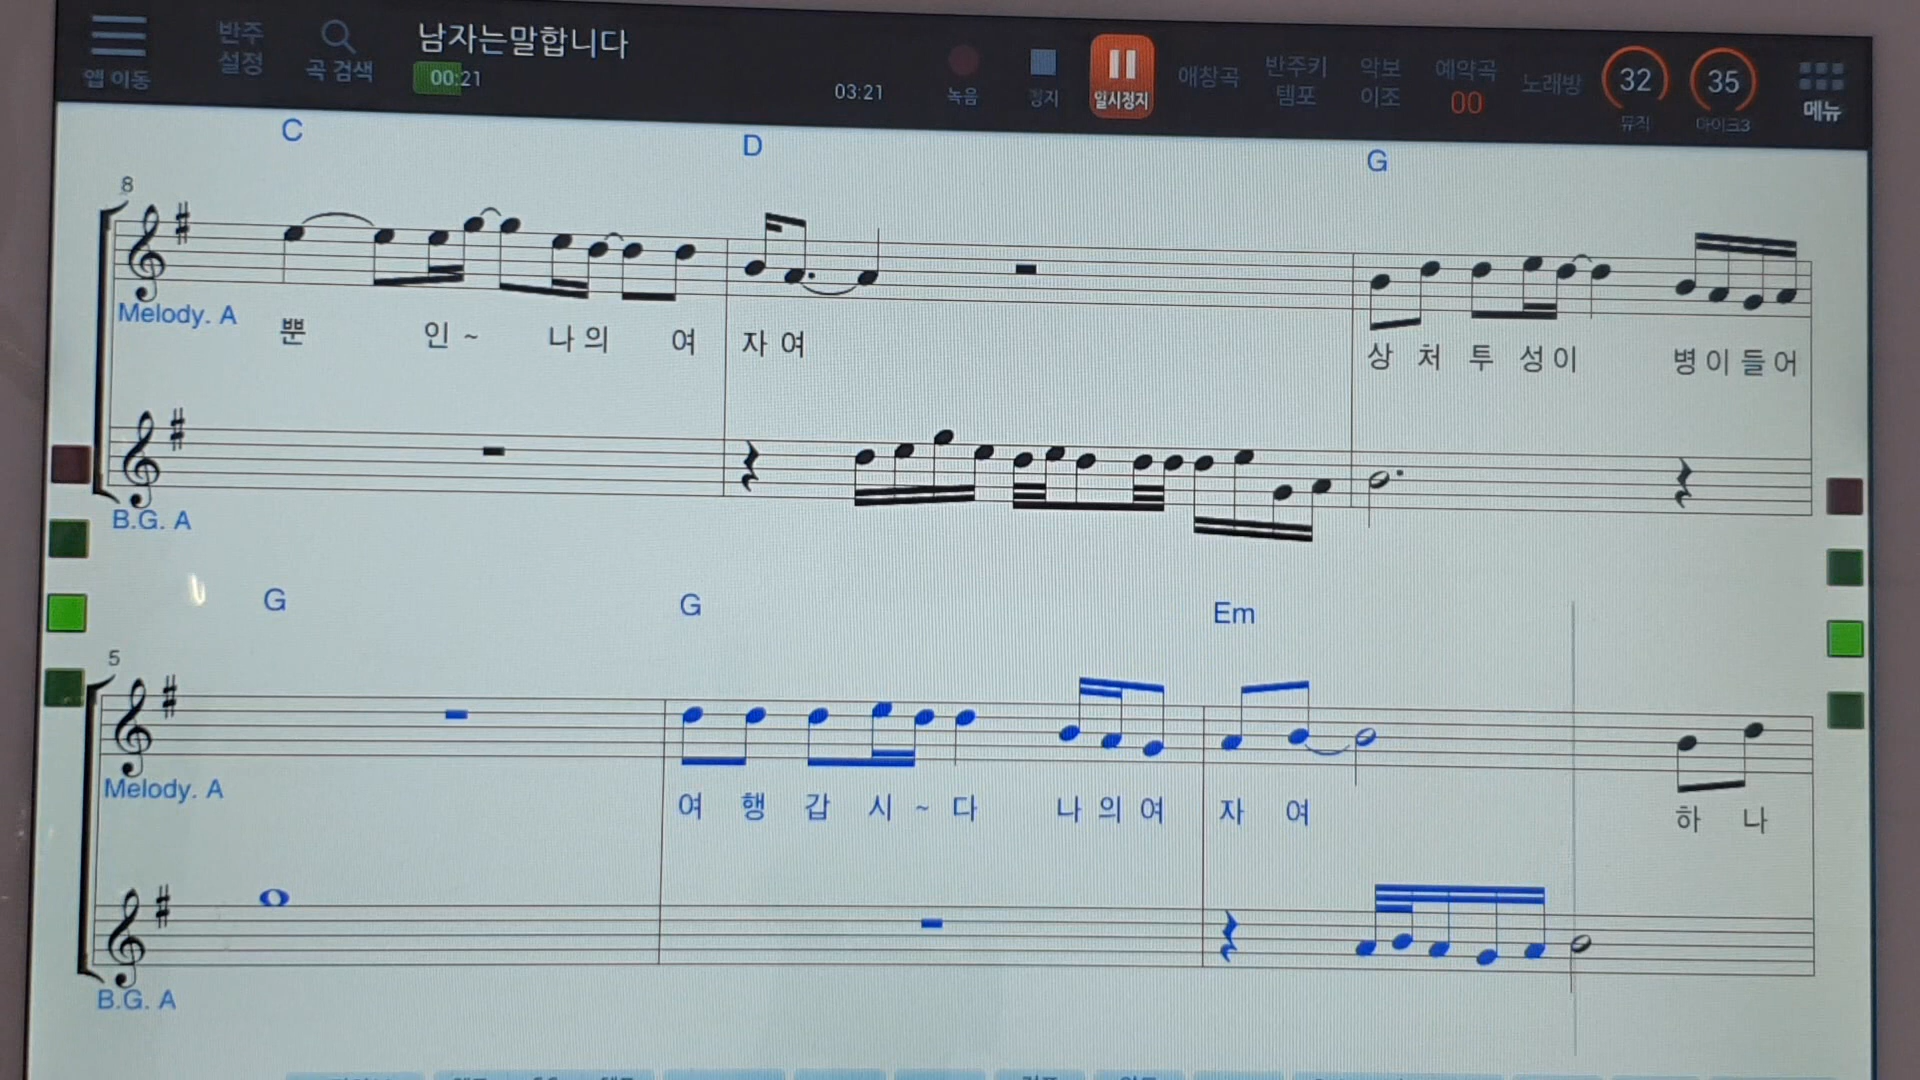 앱 이동
반주 설정
곡 검색
남자는말합니다
00:21
03:21
녹음
정지
일시정지
애창곡
반주키 템포
악보 이조
예약곡 00
노래방
32
뮤직
35
마이크3
메뉴
C D G
8
Melody. A
뿐 인 ~ 나 의 여 자 여 상 처 투 성 이 병 이 들 어
B.G. A
G G Em
5
Melody. A
여 행 갑 시 ~ 다 나 의 여 자 여 하 나
B.G. A